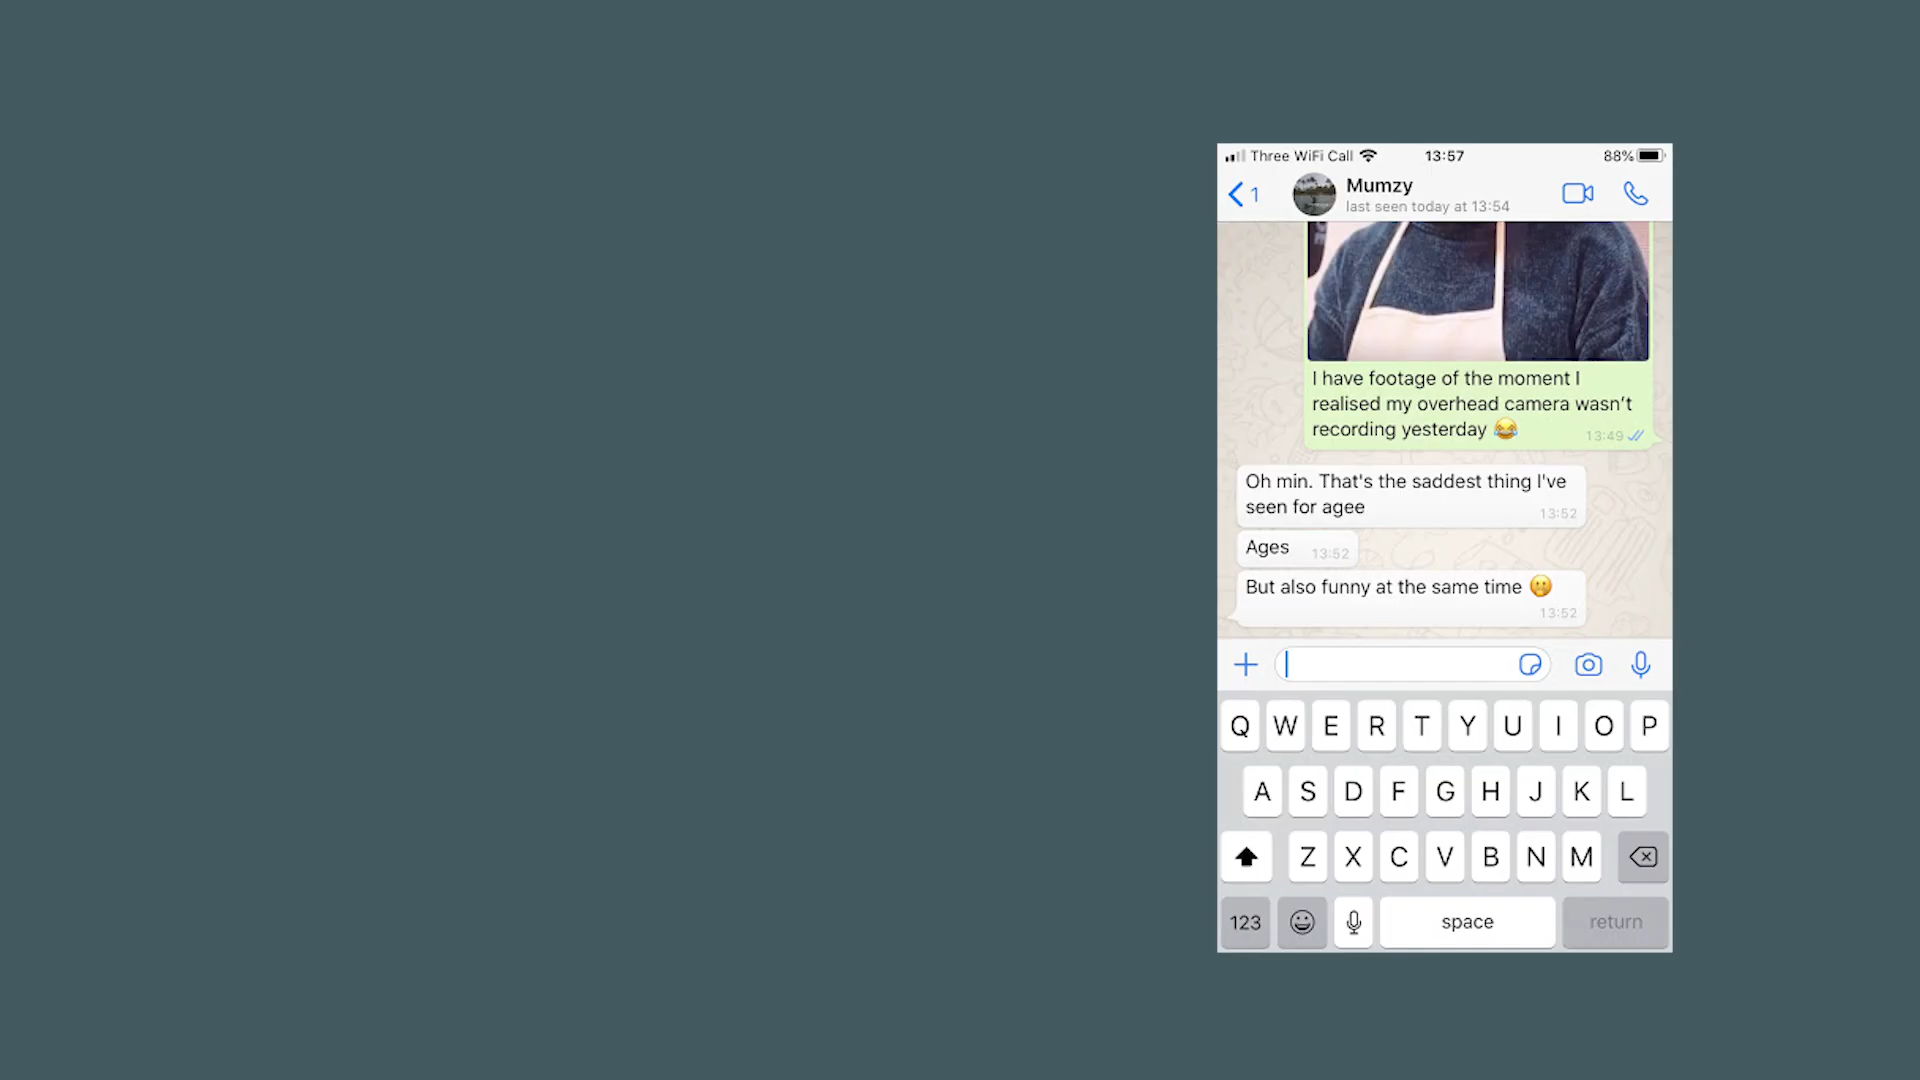 Three WiFi Call 13:57 88%
1 Mumzy
last seen today at 13:54
I have footage of the moment I
realised my overhead camera wasn’t
recording yesterday 😂 13:49
Oh min. That's the saddest thing I've
seen for agee 13:52
Ages 13:52
But also funny at the same time 🤭
13:52
Q W E R T Y U I O P
A S D F G H J K L
Z X C V B N M
123 space return